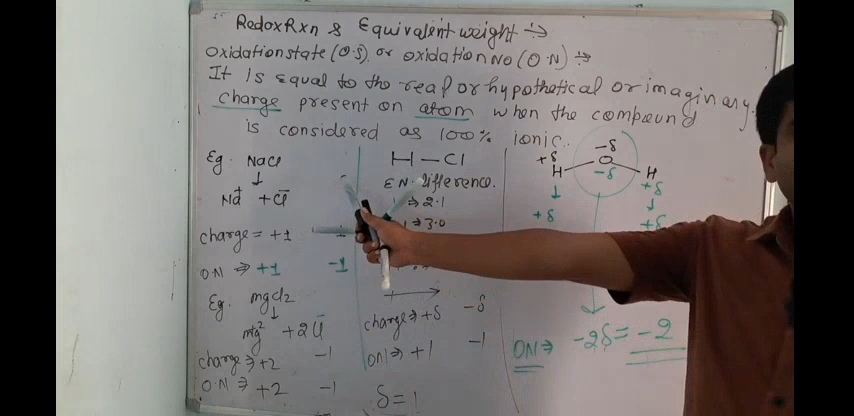 Redox Rxn & Equivalent weight ⇒
oxidation state (O.S). or oxidation No (O.N) ⇒
It is equal to the real or hypothetical or imaginary.
charge present on atom when the compound
is considered as 100% ionic.
Eg. NaCl
↓
Na⁺ + Cl⁻
charge = +1
O.N ⇒ +1 -1
Eg. mgcl2
↓
mg²⁺ + 2Cl⁻
charge ⇒ +2 -1
O.N ⇒ +2 -1
H — Cl
EN. difference.
⇒ 2.1
⇒ 3.0
charge ⇒ +δ -δ
ON ⇒ +1 -1
δ = 1
-δ
+δ O
H -δ H
↓ +δ
+δ ↓
+δ
ON ⇒ -2δ = -2